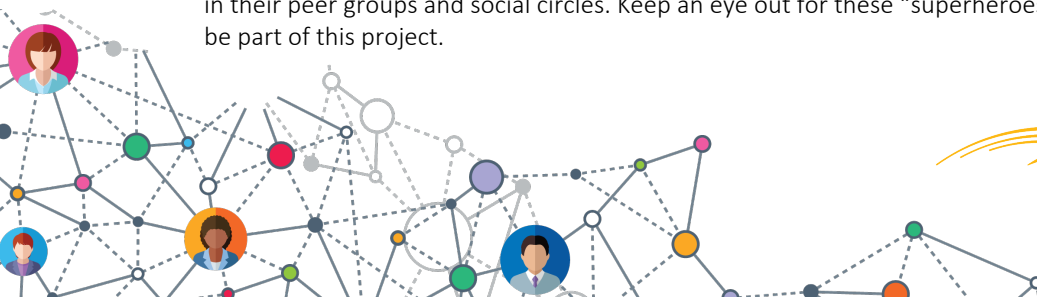 in their peer groups and social circles. Keep an eye out for these “superheroes
be part of this project.